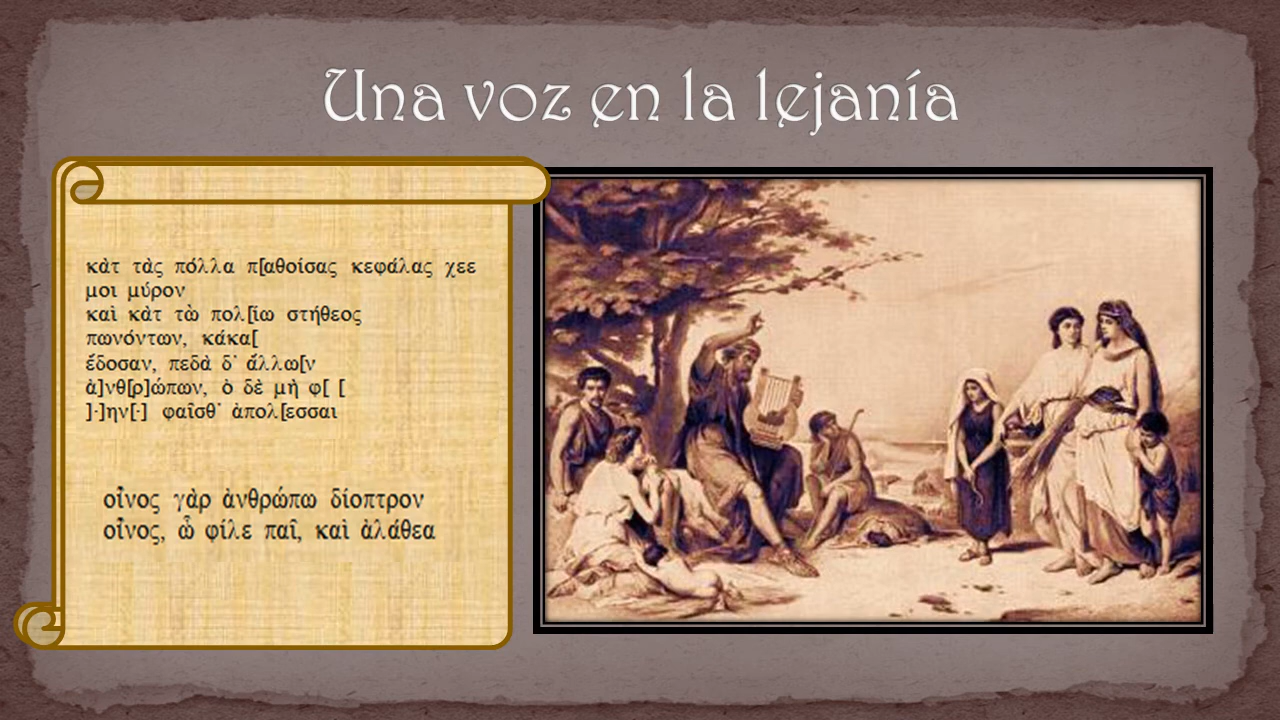 Una voz en la lejanía
κὰτ τὰς πόλλα π[αθοίσας κεφάλας χεε
μοι μύρον
καὶ κὰτ τὼ πολ[ίω στήθεος
πωνόντων, κάκα[
ἔδοσαν, πεδὰ δ᾽ ἄλλω[ν
ἀ]νθ[ρ]ώπων, ὀ δὲ μὴ φ[ [
]·]ην[·] φαῖσθ᾽ ἀπολ[εσσαι
οἶνος γὰρ ἀνθρώπω δίοπτρον
οἶνος, ὦ φίλε παῖ, καὶ ἀλάθεα